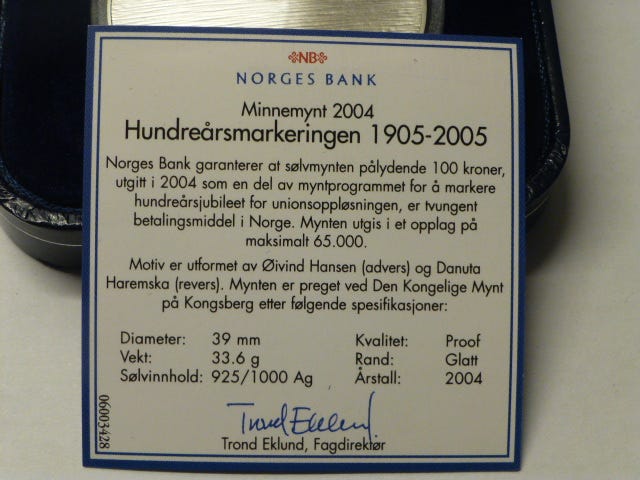 NB
NORGES BANK
Minnemynt 2004
Hundreårsmarkeringen 1905-2005
Norges Bank garanterer at sølvmynten pålydende 100 kroner,
utgitt i 2004 som en del av myntprogrammet for å markere
hundreårsjubileet for unionsoppløsningen, er tvungent
betalingsmiddel i Norge. Mynten utgis i et opplag på
maksimalt 65.000.
Motiv er utformet av Øivind Hansen (advers) og Danuta
Haremska (revers). Mynten er preget ved Den Kongelige Mynt
på Kongsberg etter følgende spesifikasjoner:
Diameter: 39 mm Kvalitet: Proof
Vekt: 33.6 g Rand: Glatt
Sølvinnhold: 925/1000 Ag Årstall: 2004
Trond Eklund
Trond Eklund, Fagdirektør
06003428